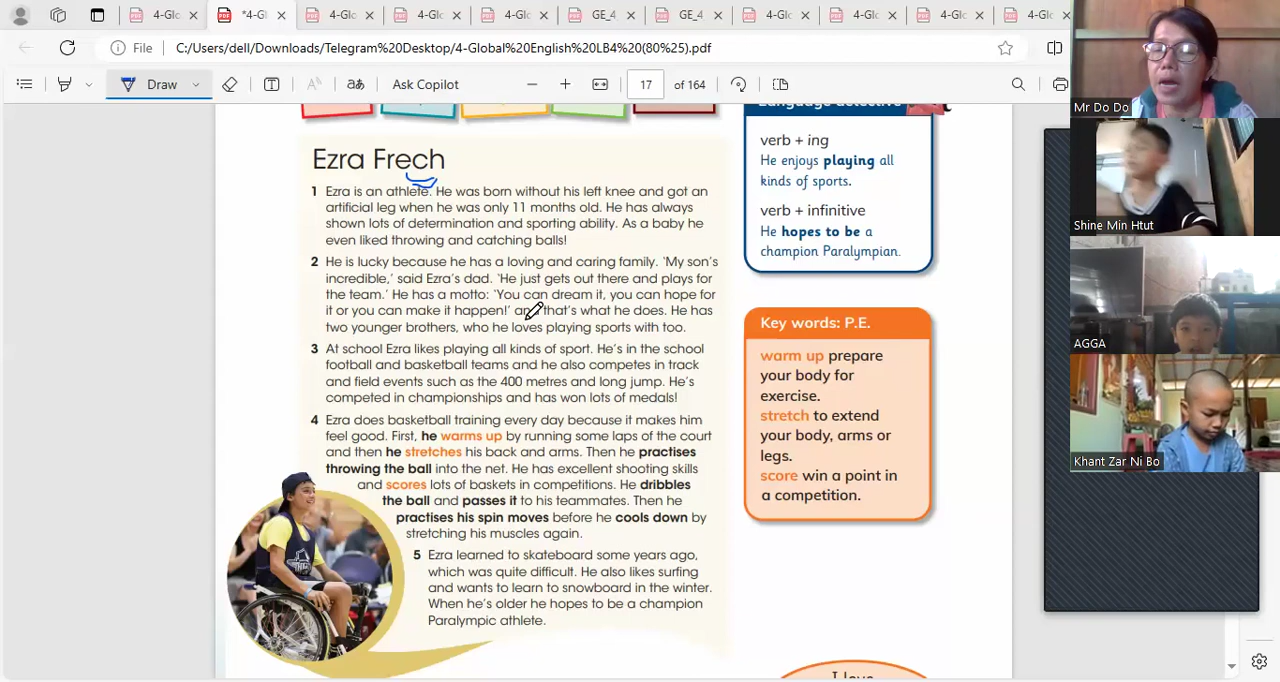 4-Glo
*4-Gl
4-Glo
4-Glo
4-Glo
GE_4
GE_4
4-Glo
4-Glo
4-Glo
4-Glo
File
C:/Users/dell/Downloads/Telegram%20Desktop/4-Global%20English%20LB4%20(80%25).pdf
Draw
Ask Copilot
17 of 164
Ezra Frech
1 Ezra is an athlete. He was born without his left knee and got an
artificial leg when he was only 11 months old. He has always
shown lots of determination and sporting ability. As a baby he
even liked throwing and catching balls!
2 He is lucky because he has a loving and caring family. 'My son's
incredible,' said Ezra's dad. 'He just gets out there and plays for
the team.' He has a motto: 'You can dream it, you can hope for
it or you can make it happen!' and that's what he does. He has
two younger brothers, who he loves playing sports with too.
3 At school Ezra likes playing all kinds of sport. He's in the school
football and basketball teams and he also competes in track
and field events such as the 400 metres and long jump. He's
competed in championships and has won lots of medals!
4 Ezra does basketball training every day because it makes him
feel good. First, he warms up by running some laps of the court
and then he stretches his back and arms. Then he practises
throwing the ball into the net. He has excellent shooting skills
and scores lots of baskets in competitions. He dribbles
the ball and passes it to his teammates. Then he
practises his spin moves before he cools down by
stretching his muscles again.
5 Ezra learned to skateboard some years ago,
which was quite difficult. He also likes surfing
and wants to learn to snowboard in the winter.
When he's older he hopes to be a champion
Paralympic athlete.
Language detective
verb + ing
He enjoys playing all
kinds of sports.
verb + infinitive
He hopes to be a
champion Paralympian.
Key words: P.E.
warm up prepare
your body for
exercise.
stretch to extend
your body, arms or
legs.
score win a point in
a competition.
I love
Mr Do Do
Shine Min Htut
AGGA
Khant Zar Ni Bo